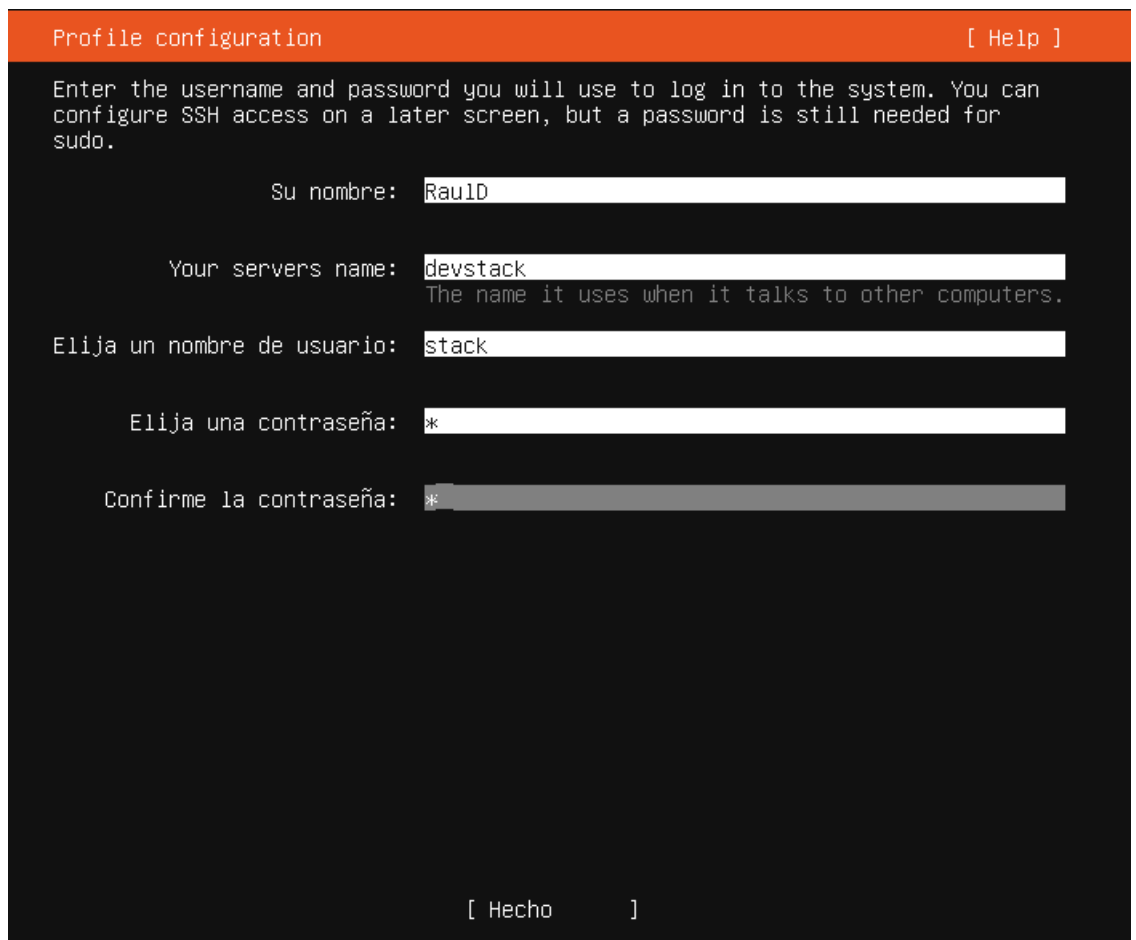 Profile configuration [ Help ]
Enter the username and password you will use to log in to the system. You can
configure SSH access on a later screen, but a password is still needed for
sudo.
Su nombre: RaulD
Your servers name: devstack
The name it uses when it talks to other computers.
Elija un nombre de usuario: stack
Elija una contraseña: *
Confirme la contraseña: *
[ Hecho ]